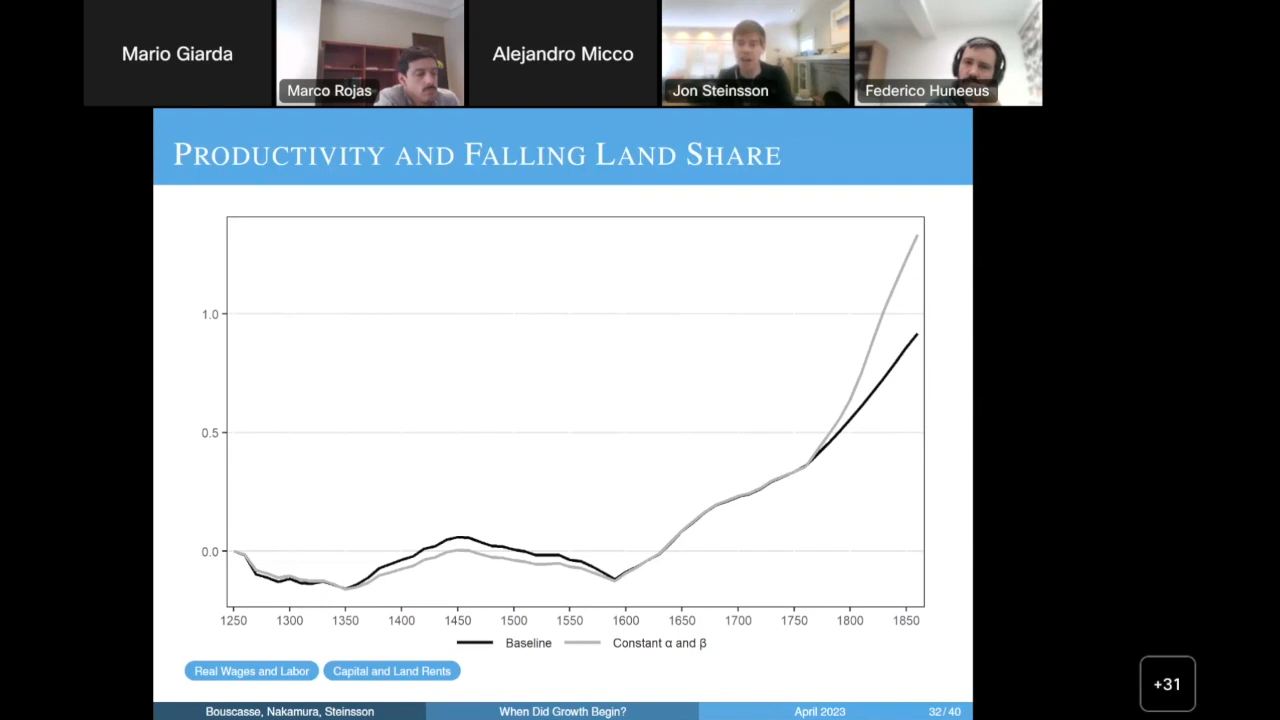 Mario Giarda
Marco Rojas
Alejandro Micco
Jon Steinsson
Federico Huneeus
PRODUCTIVITY AND FALLING LAND SHARE
1.0
0.5
0.0
1250 1300 1350 1400 1450 1500 1550 1600 1650 1700 1750 1800 1850
Baseline Constant α and β
Real Wages and Labor Capital and Land Rents
Bouscasse, Nakamura, Steinsson When Did Growth Begin? April 2023 32/40
+31